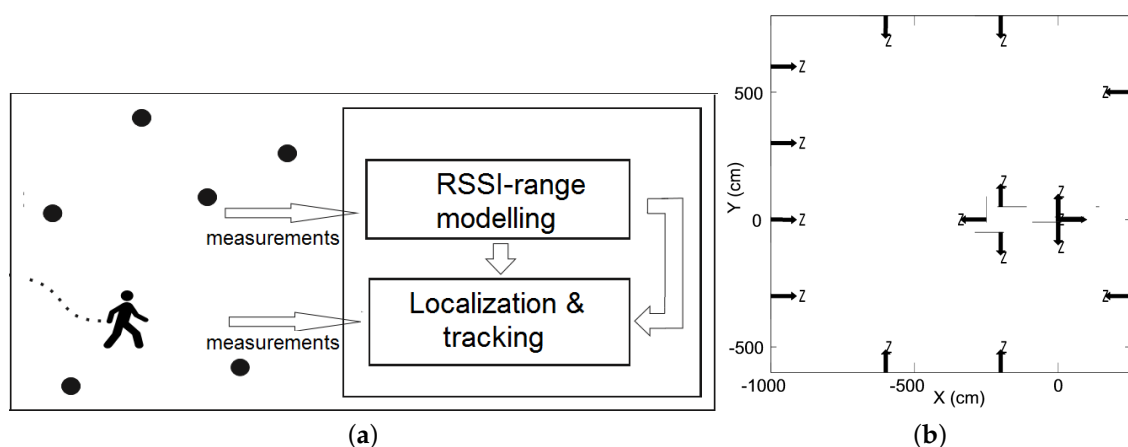 RSSI-range
modelling
measurements
Localization &
tracking
measurements
(a)
Z Z
Z
Z
500
Z
Z
Z
Z
Y (cm)
0
Z
Z
Z
Z
Z
Z
Z
Z
Z
Z
-500
-1000
-500
0
X (cm)
(b)